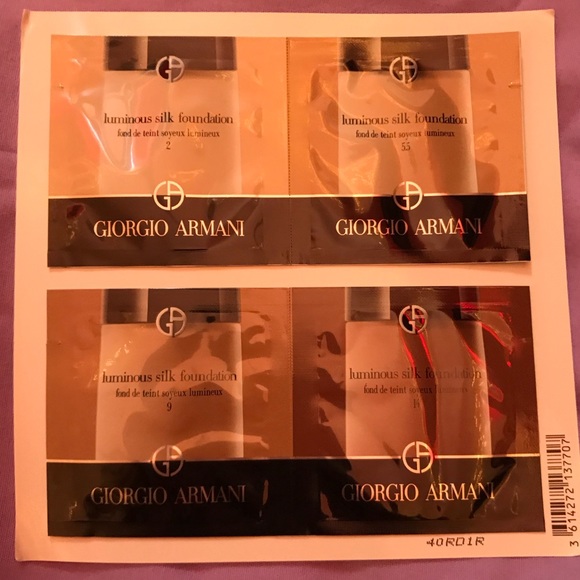 luminous silk foundation
fond de teint soyeux lumineux
2
GIORGIO ARMANI
luminous silk foundation
fond de teint soyeux lumineux
5.5
GIORGIO ARMANI
luminous silk foundation
fond de teint soyeux lumineux
9
GIORGIO ARMANI
luminous silk foundation
fond de teint soyeux lumineux
GIORGIO ARMANI
40RD1R
3 614272 137707